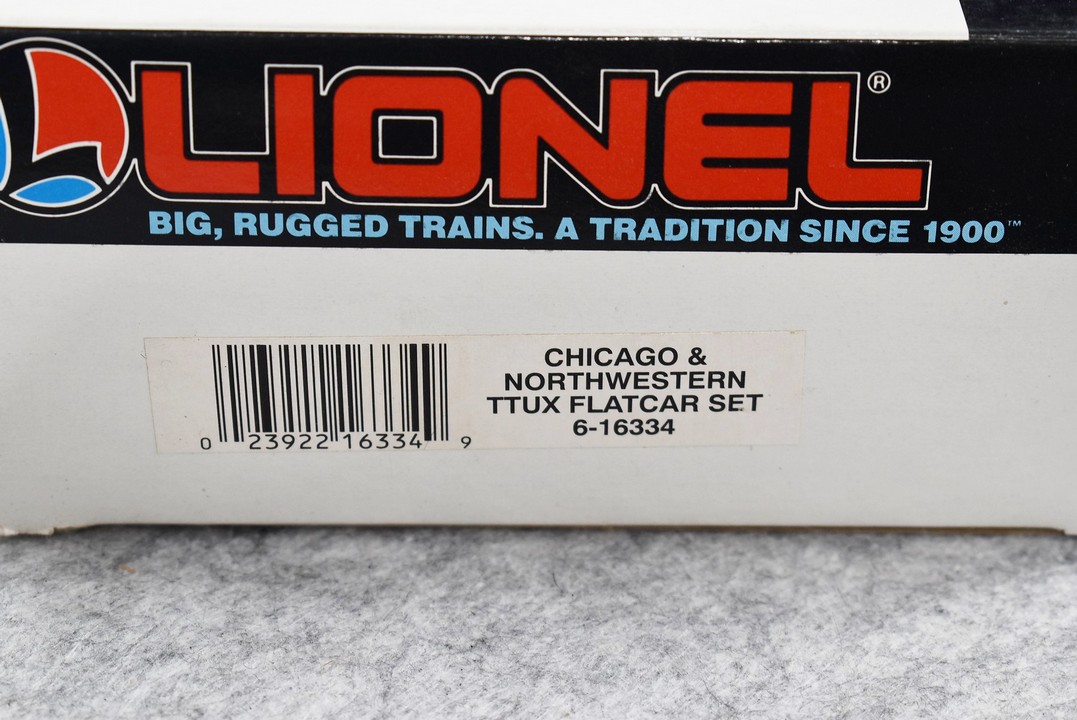 LIONEL®
BIG, RUGGED TRAINS. A TRADITION SINCE 1900™
CHICAGO &
NORTHWESTERN
TTUX FLATCAR SET
6-16334
0 23922 16334 9